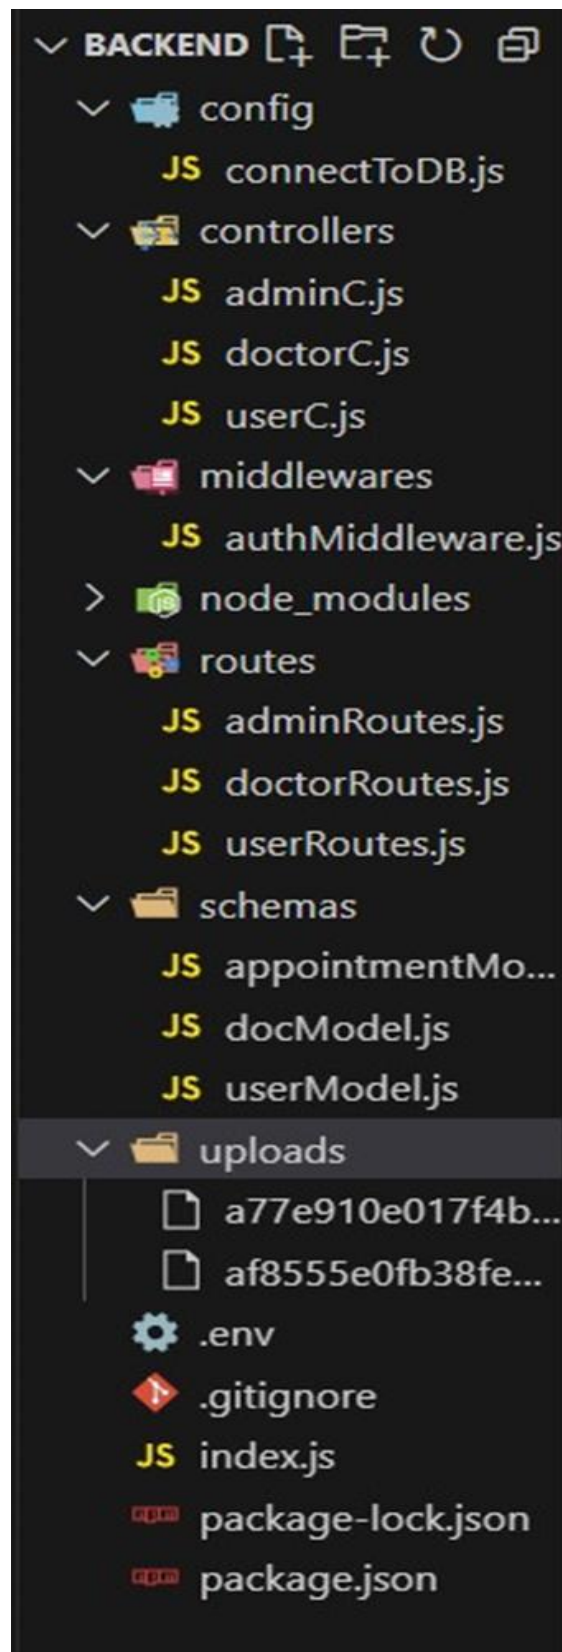 BACKEND
config
JS connectToDB.js
controllers
JS adminC.js
JS doctorC.js
JS userC.js
middlewares
JS authMiddleware.js
node_modules
routes
JS adminRoutes.js
JS doctorRoutes.js
JS userRoutes.js
schemas
JS appointmentMo...
JS docModel.js
JS userModel.js
uploads
a77e910e017f4b...
af8555e0fb38fe...
.env
.gitignore
JS index.js
package-lock.json
package.json